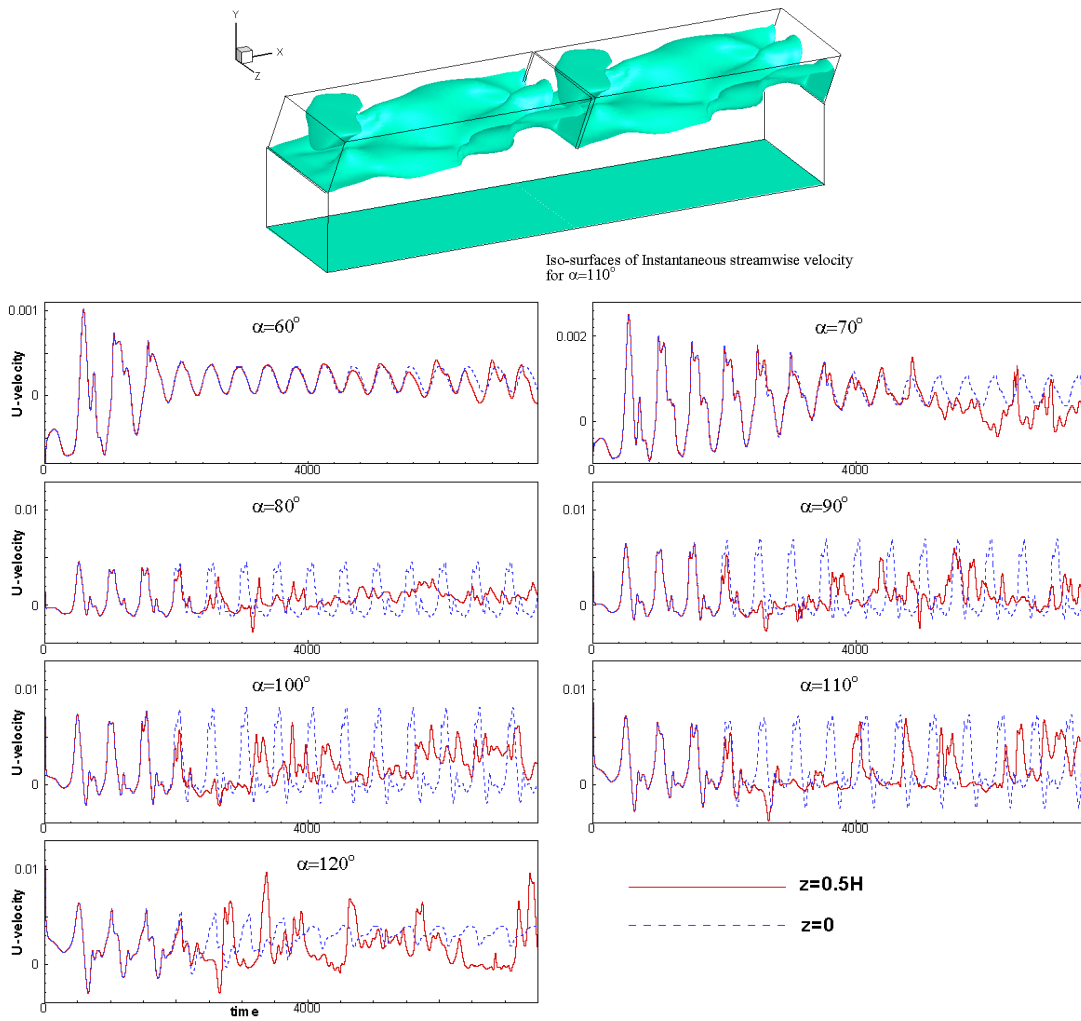 Y
X
Z
Iso-surfaces of Instantaneous streamwise velocity
for α=110°
α=60°
0.001
0
U-velocity
0
4000
α=70°
0.002
0
0
4000
α=80°
0.01
0
U-velocity
0
4000
α=90°
0.01
0
0
4000
α=100°
0.01
0
U-velocity
0
4000
α=110°
0.01
0
0
4000
α=120°
0.01
0
U-velocity
0
time
4000
z=0.5H
z=0